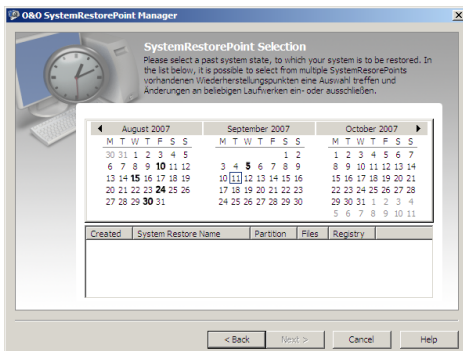 O&O SystemRestorePoint Manager
SystemRestorePoint Selection
Please select a past system state, to which your system is to be restored. In
the list below, it is possible to select from multiple SystemResorePoints
vorhandenen Wiederherstellungspunkten eine Auswahl treffen und
Änderungen an beliebigen Laufwerken ein- oder ausschließen.
August 2007 September 2007 October 2007
M T W T F S S M T W T F S S M T W T F S S
30 31 1 2 3 4 5 1 2 1 2 3 4 5 6 7
6 7 8 9 10 11 12 3 4 5 6 7 8 9 8 9 10 11 12 13 14
13 14 15 16 17 18 19 10 11 12 13 14 15 16 15 16 17 18 19 20 21
20 21 22 23 24 25 26 17 18 19 20 21 22 23 22 23 24 25 26 27 28
27 28 29 30 31 24 25 26 27 28 29 30 29 30 31 1 2 3 4
5 6 7 8 9 10 11
Created System Restore Name Partition Files Registry
< Back Next > Cancel Help